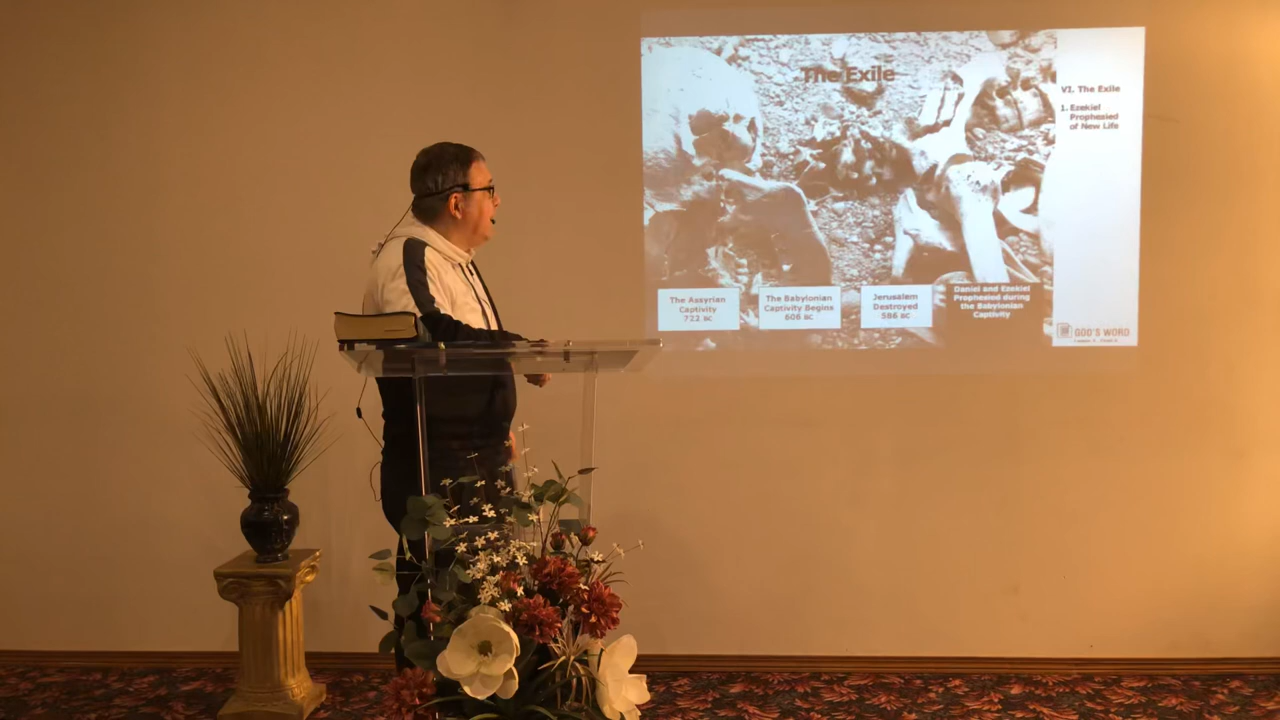 The Exile
VI. The Exile
1. Ezekiel
Prophesied
of New Life
The Assyrian
Captivity
722 BC
The Babylonian
Captivity Begins
606 BC
Jerusalem
Destroyed
586 BC
Daniel and Ezekiel
Prophesied during
the Babylonian
Captivity
GOD'S WORD